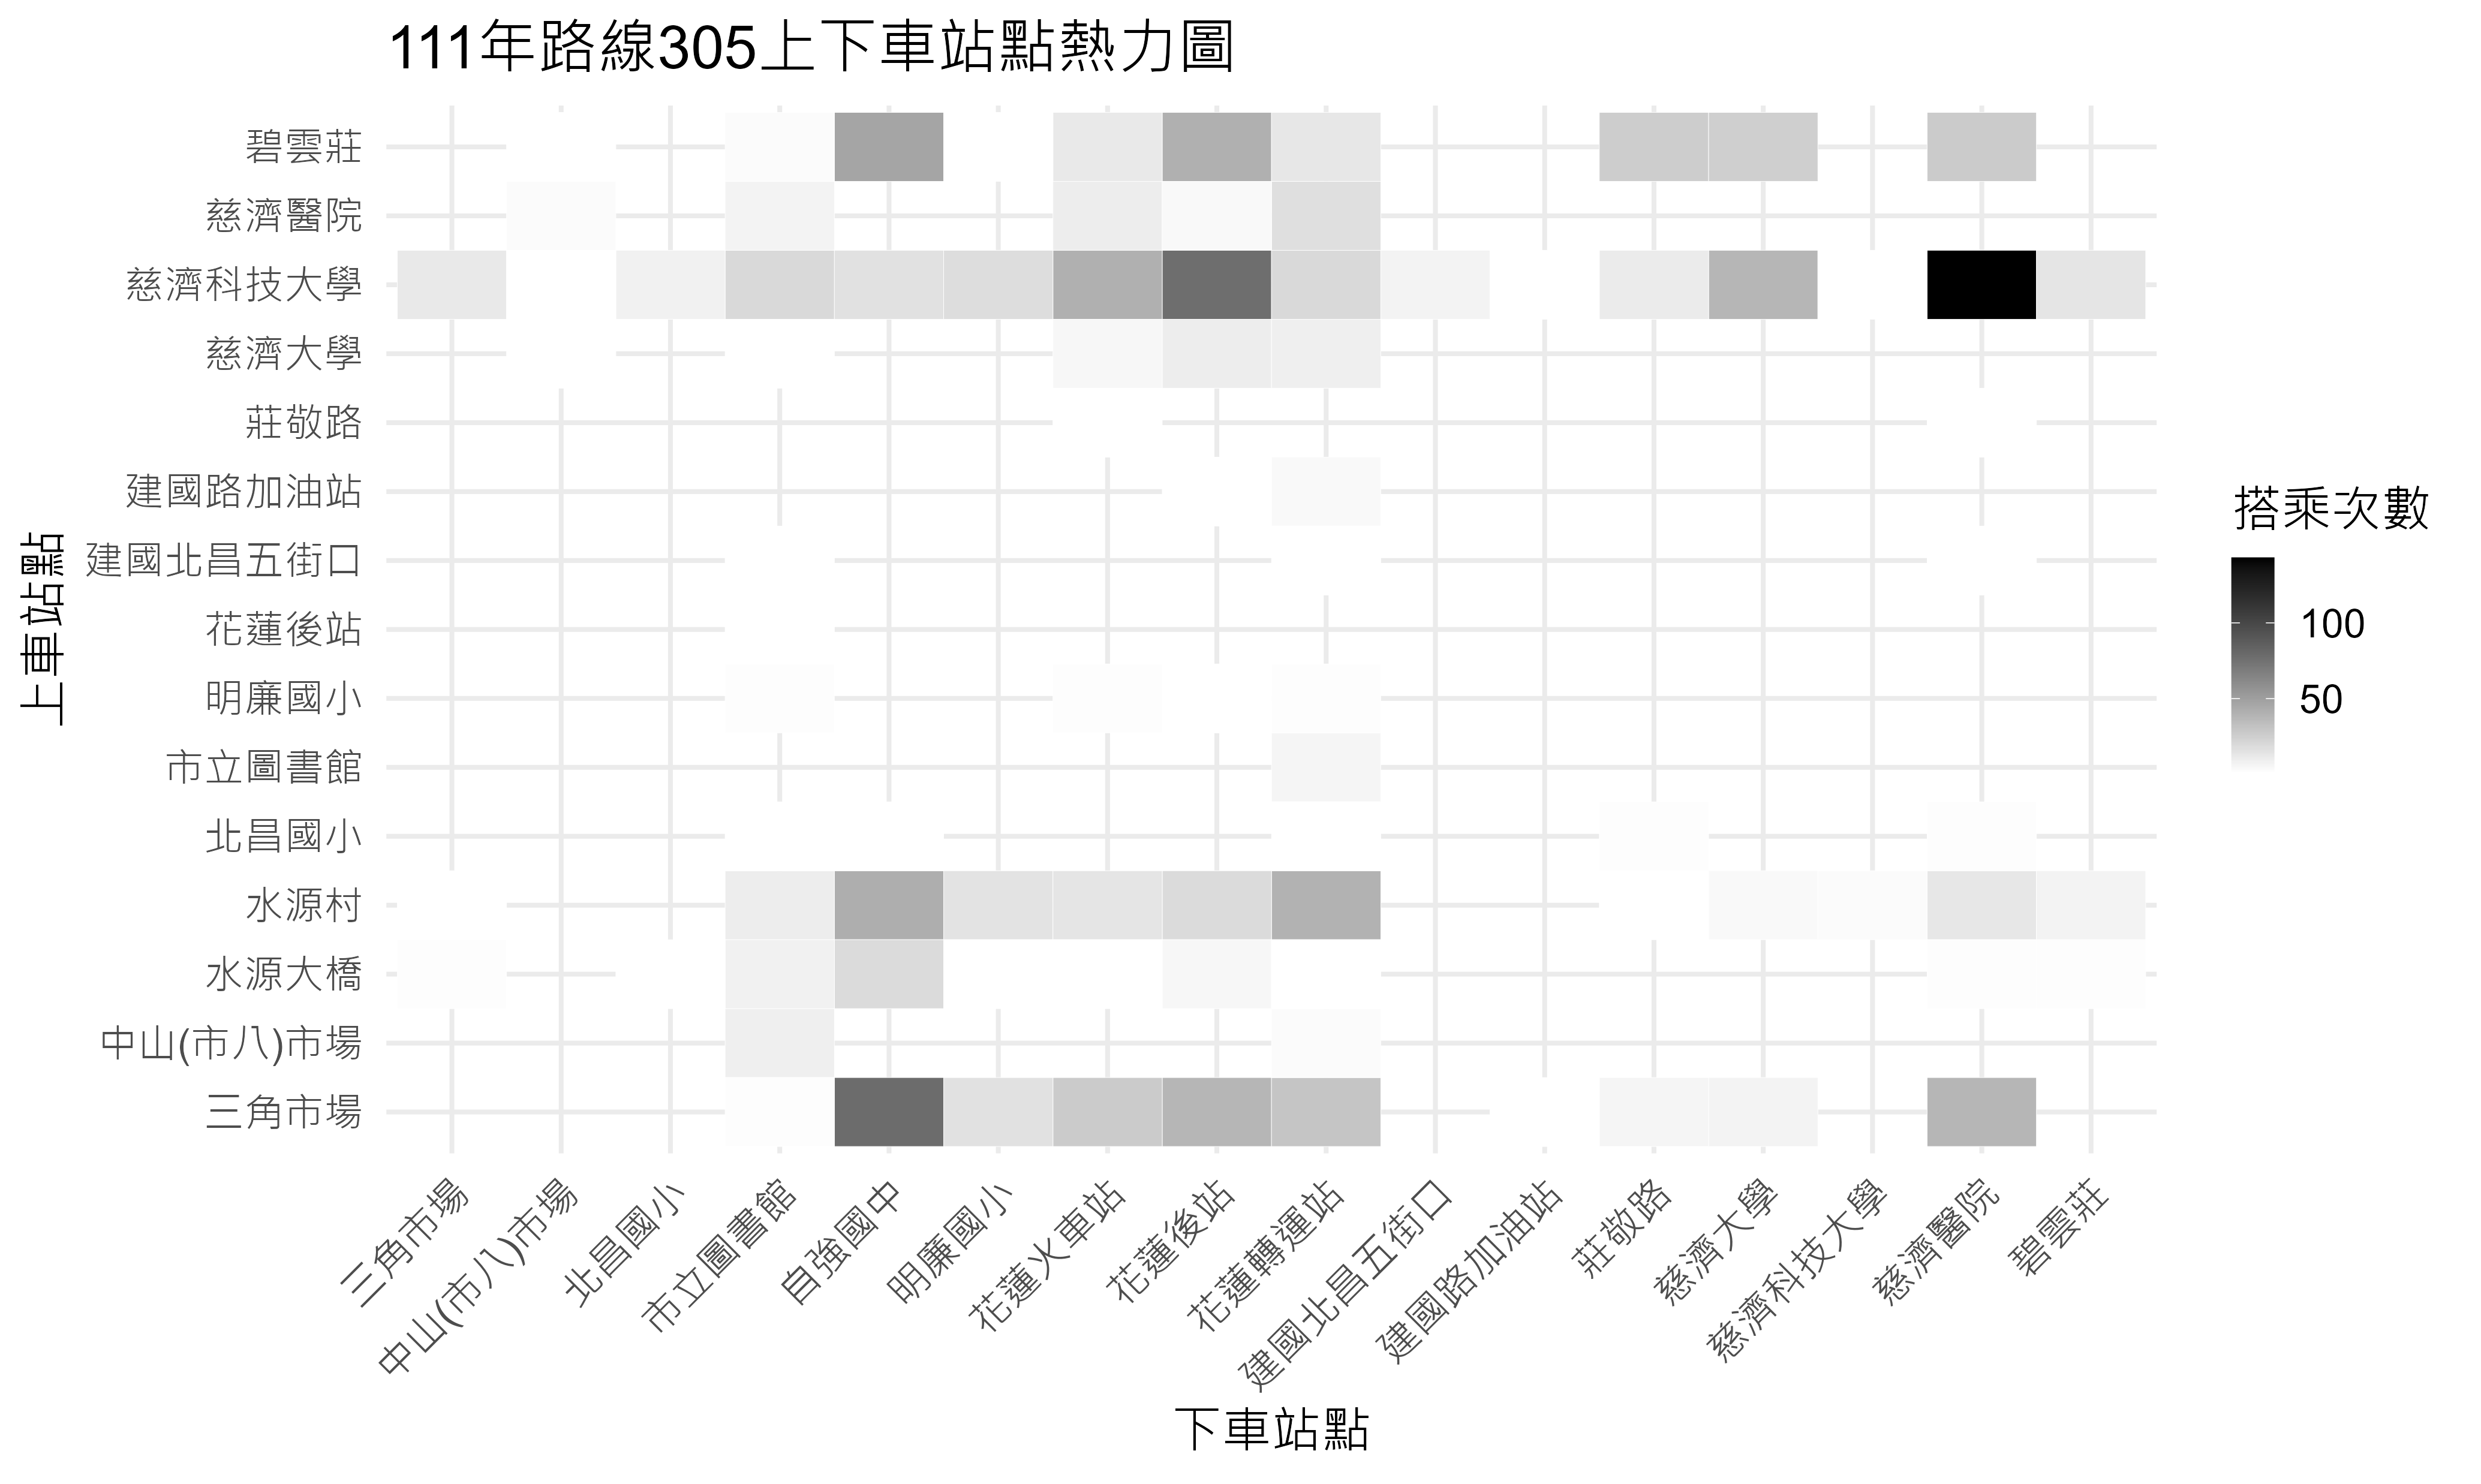 111年路線305上下車站點熱力圖
上車站點
碧雲莊
慈濟醫院
慈濟科技大學
慈濟大學
莊敬路
建國路加油站
建國北昌五街口
花蓮後站
明廉國小
市立圖書館
北昌國小
水源村
水源大橋
中山(市八)市場
三角市場
三角市場
中山(市八)市場
北昌國小
市立圖書館
自強國中
明廉國小
花蓮火車站
花蓮後站
花蓮轉運站
建國北昌五街口
建國路加油站
莊敬路
慈濟大學
慈濟科技大學
慈濟醫院
碧雲莊
下車站點
搭乘次數
100
50